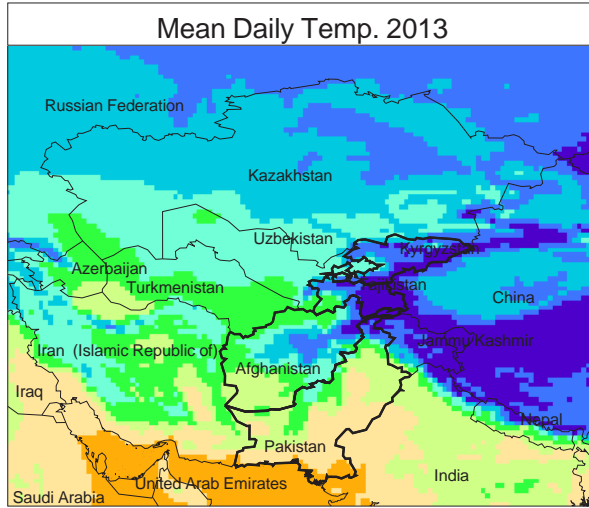 Mean Daily Temp. 2013
Russian Federation
Kazakhstan
Uzbekistan
Kyrgyzstan
Azerbaijan
Turkmenistan
Tajikistan
China
Iran (Islamic Republic of)
Jammu Kashmir
Afghanistan
Iraq
Nepal
Pakistan
India
United Arab Emirates
Saudi Arabia